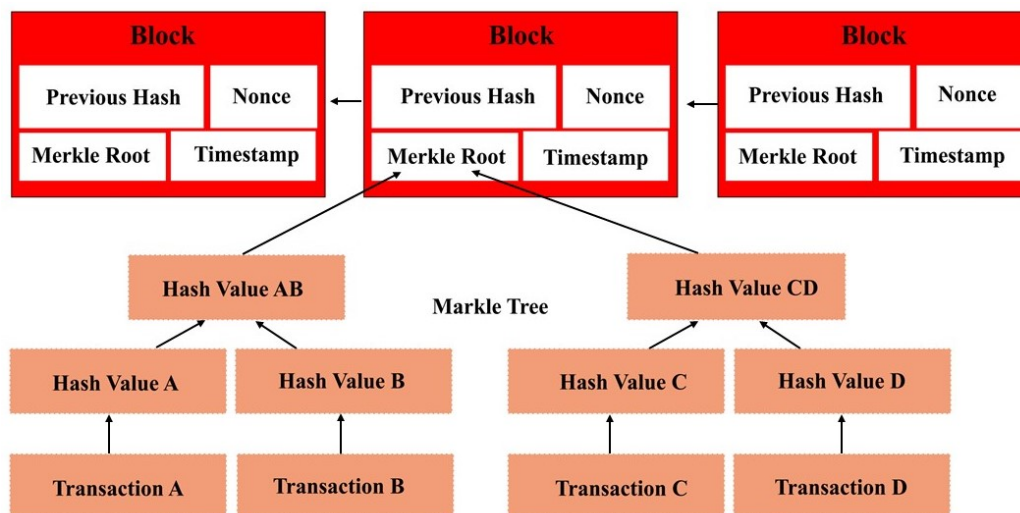 Block
Block
Block
Previous Hash
Nonce
Previous Hash
Nonce
Previous Hash
Nonce
Merkle Root
Timestamp
Merkle Root
Timestamp
Merkle Root
Timestamp
Hash Value AB
Hash Value CD
Markle Tree
Hash Value A
Hash Value B
Hash Value C
Hash Value D
Transaction A
Transaction B
Transaction C
Transaction D